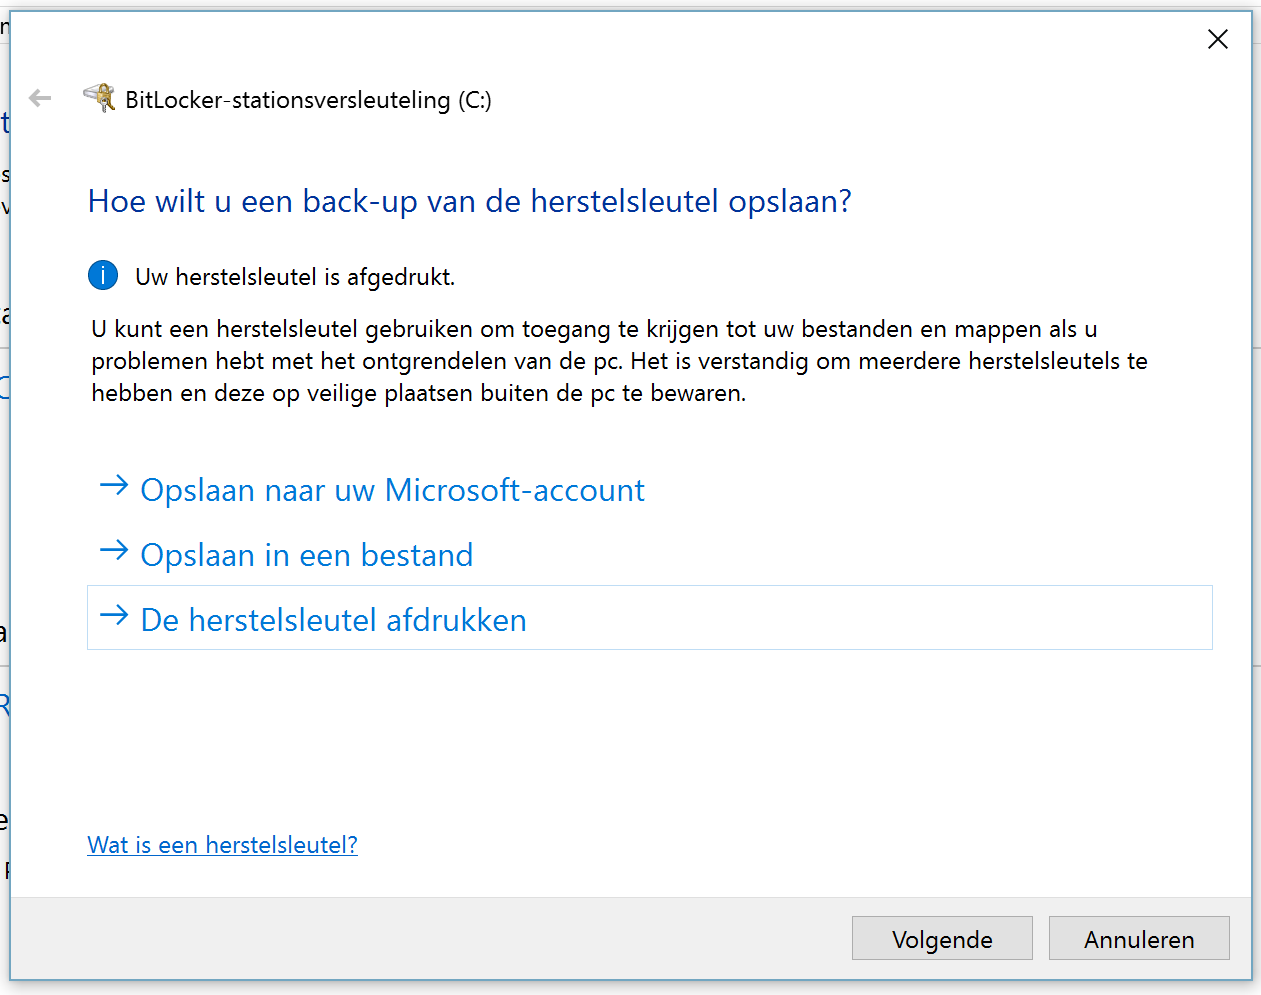 BitLocker-stationsversleuteling (C:)
Hoe wilt u een back-up van de herstelsleutel opslaan?
Uw herstelsleutel is afgedrukt.
U kunt een herstelsleutel gebruiken om toegang te krijgen tot uw bestanden en mappen als u
problemen hebt met het ontgrendelen van de pc. Het is verstandig om meerdere herstelsleutels te
hebben en deze op veilige plaatsen buiten de pc te bewaren.
Opslaan naar uw Microsoft-account
Opslaan in een bestand
De herstelsleutel afdrukken
Wat is een herstelsleutel?
Volgende
Annuleren